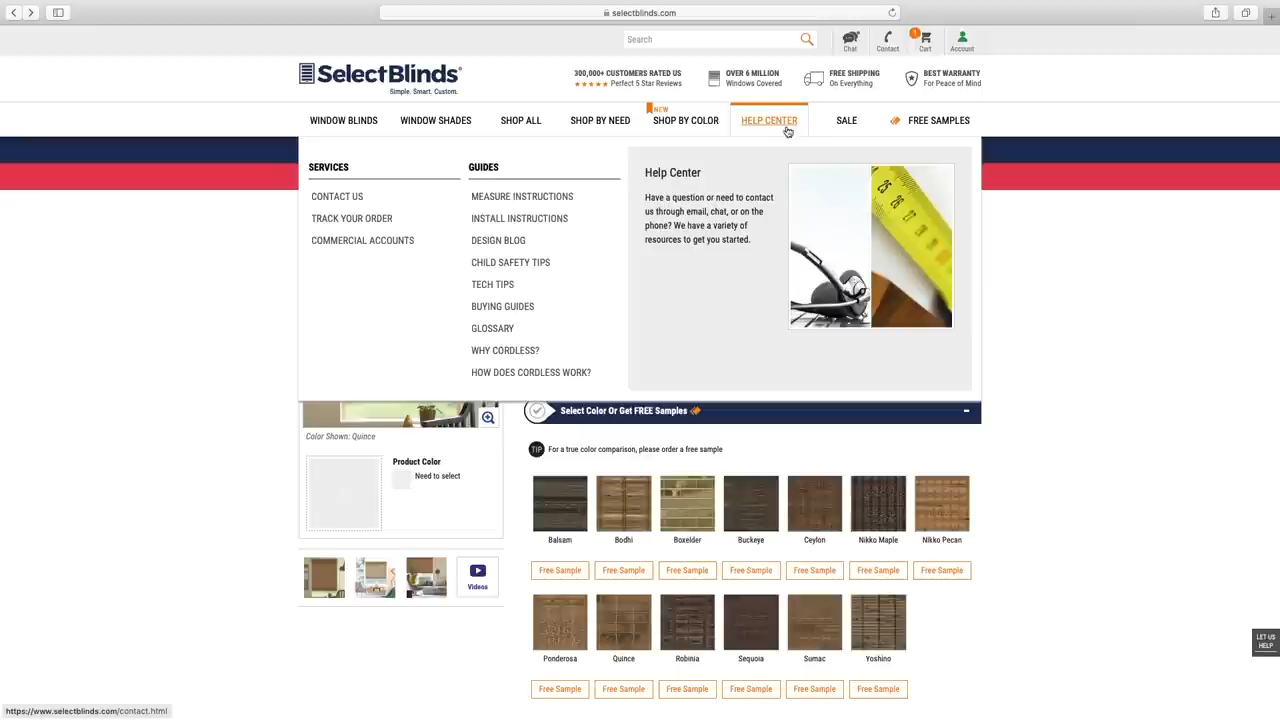 selectblinds.com
Search
Chat
Contact
1
Cart
Account
SelectBlinds
Simple. Smart. Custom.
300,000+ CUSTOMERS RATED US
★★★★★ Perfect 5 Star Reviews
OVER 6 MILLION
Windows Covered
FREE SHIPPING
On Everything
BEST WARRANTY
For Peace of Mind
NEW
WINDOW BLINDS WINDOW SHADES SHOP ALL SHOP BY NEED SHOP BY COLOR HELP CENTER SALE FREE SAMPLES
SERVICES
CONTACT US
TRACK YOUR ORDER
COMMERCIAL ACCOUNTS
GUIDES
MEASURE INSTRUCTIONS
INSTALL INSTRUCTIONS
DESIGN BLOG
CHILD SAFETY TIPS
TECH TIPS
BUYING GUIDES
GLOSSARY
WHY CORDLESS?
HOW DOES CORDLESS WORK?
Help Center
Have a question or need to contact
us through email, chat, or on the
phone? We have a variety of
resources to get you started.
25
26
27
Color Shown: Quince
Product Color
Need to select
Videos
Select Color Or Get FREE Samples
TIP For a true color comparison, please order a free sample
Balsam Bodhi Boxelder Buckeye Ceylon Nikko Maple Nikko Pecan
Free Sample Free Sample Free Sample Free Sample Free Sample Free Sample Free Sample
Ponderosa Quince Robinia Sequoia Sumac Yoshino
Free Sample Free Sample Free Sample Free Sample Free Sample Free Sample
LET US
HELP
https://www.selectblinds.com/contact.html